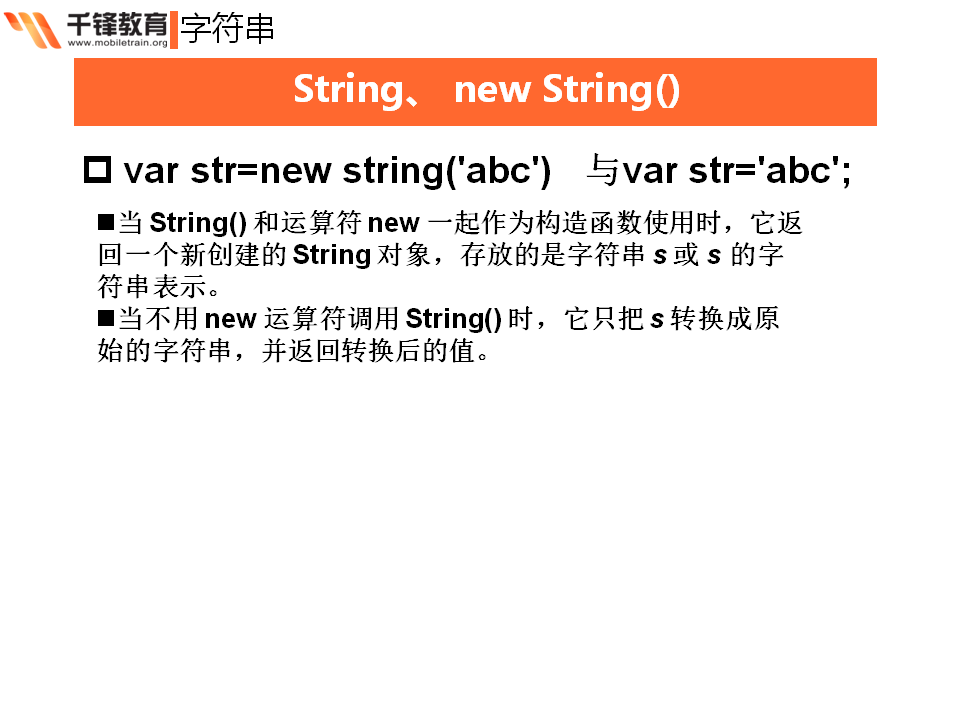 千锋教育
www.mobiletrain.org
字符串
String、 new String()
var str=new string('abc') 与var str='abc';
当 String() 和运算符 new 一起作为构造函数使用时，它返
回一个新创建的 String 对象，存放的是字符串 s 或 s 的字
符串表示。
当不用 new 运算符调用 String() 时，它只把 s 转换成原
始的字符串，并返回转换后的值。